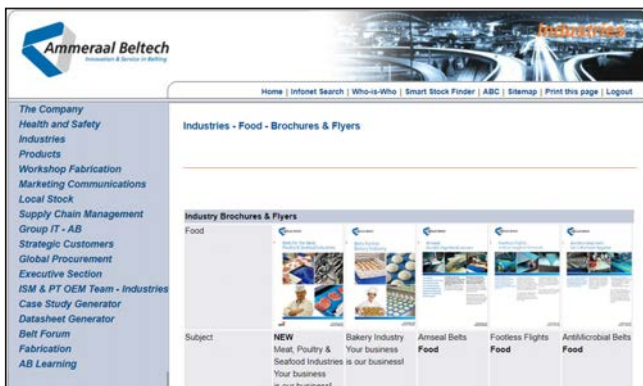 Ammeraal Beltech
Innovation & Service in Belting
Industries
Home | Infonet Search | Who-is-Who | Smart Stock Finder | ABC | Sitemap | Print this page | Logout
The Company
Health and Safety
Industries
Products
Workshop Fabrication
Marketing Communications
Local Stock
Supply Chain Management
Group IT - AB
Strategic Customers
Global Procurement
Executive Section
ISM & PT OEM Team - Industries
Case Study Generator
Datasheet Generator
Belt Forum
Fabrication
AB Learning
Industries - Food - Brochures & Flyers
Industry Brochures & Flyers
Food
Subject
NEW
Meat, Poultry &
Seafood Industries
Your business
is our business!
Bakery Industry
Your business
is our business!
Amseal Belts
Food
Footless Flights
Food
AntiMicrobial Belts
Food